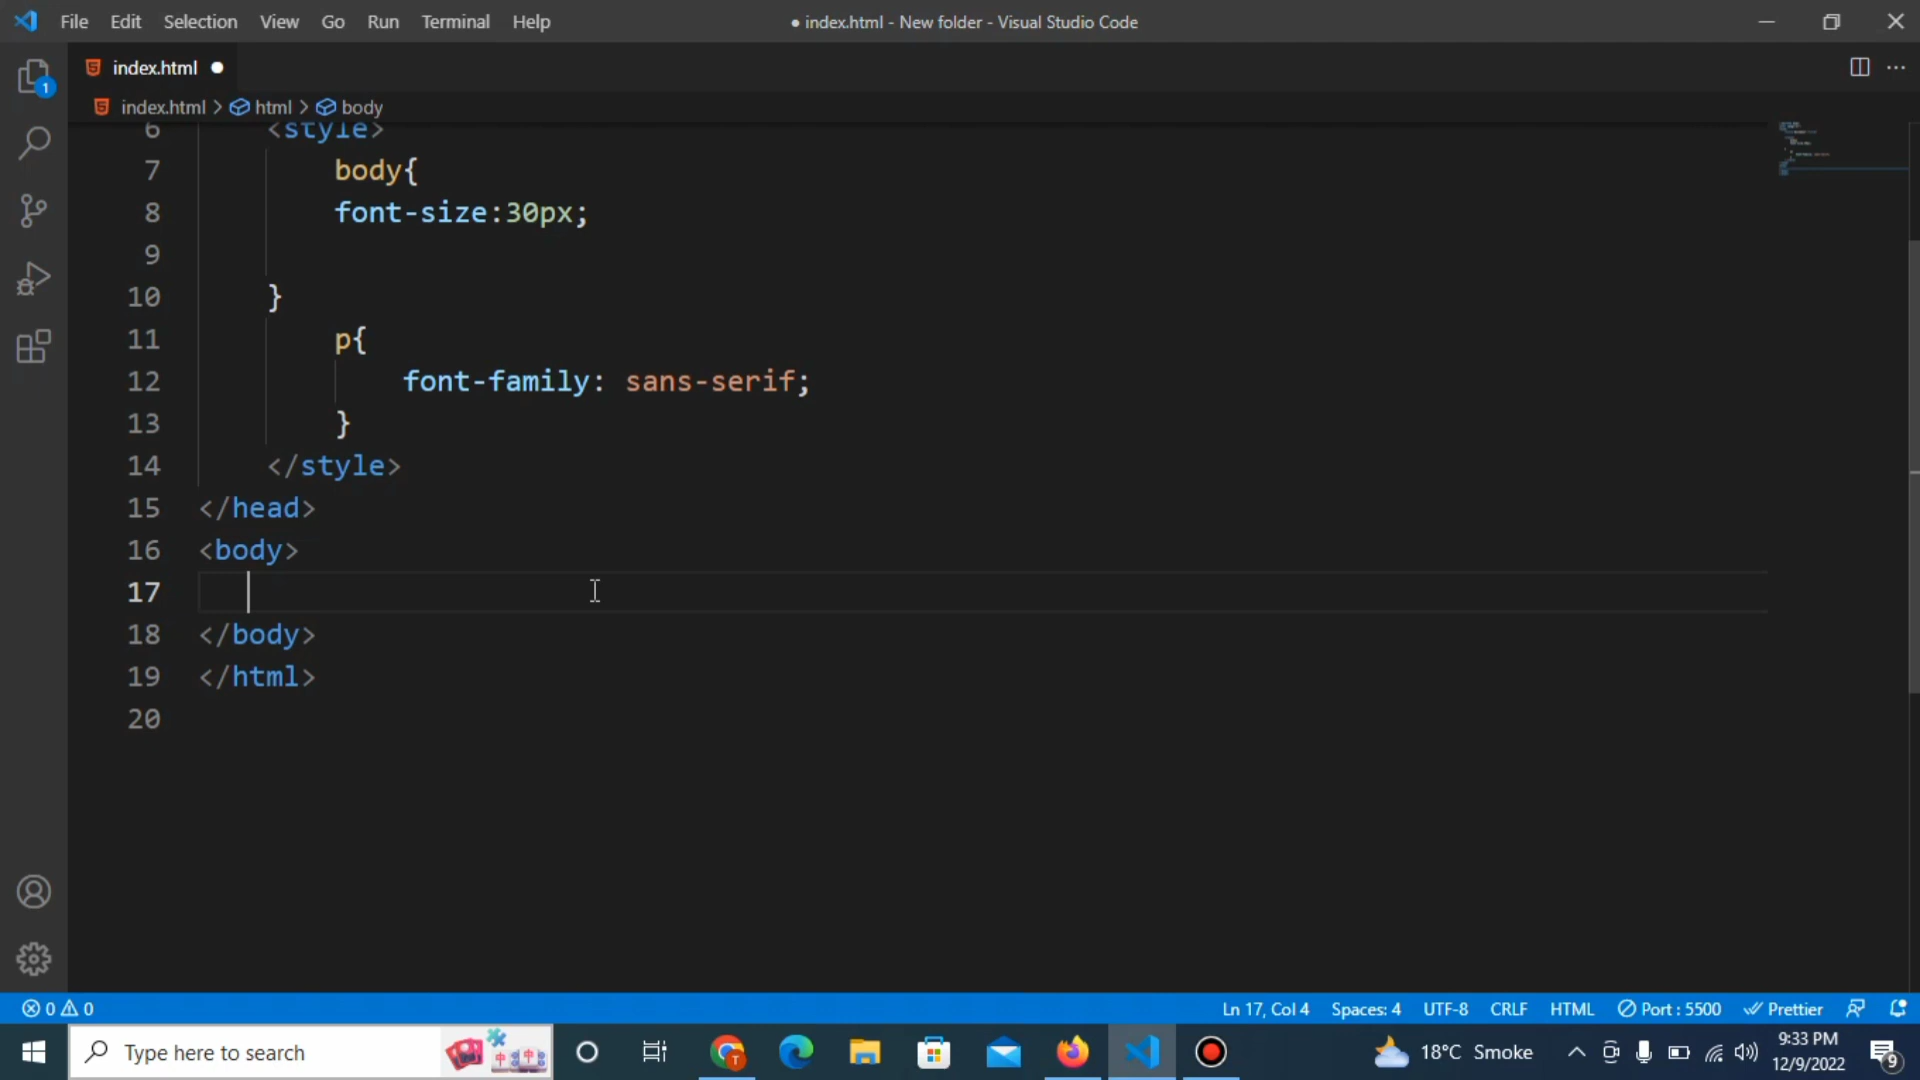 File Edit Selection View Go Run Terminal Help
● index.html - New folder - Visual Studio Code
index.html ●
1
index.html > html > body
6 <style>
7 body{
8 font-size:30px;
9
10 }
11 p{
12 font-family: sans-serif;
13 }
14 </style>
15 </head>
16 <body>
17
18 </body>
19 </html>
20
0 0 Ln 17, Col 4 Spaces: 4 UTF-8 CRLF HTML Port : 5500 Prettier
Type here to search
T
18°C Smoke
9:33 PM
12/9/2022
9